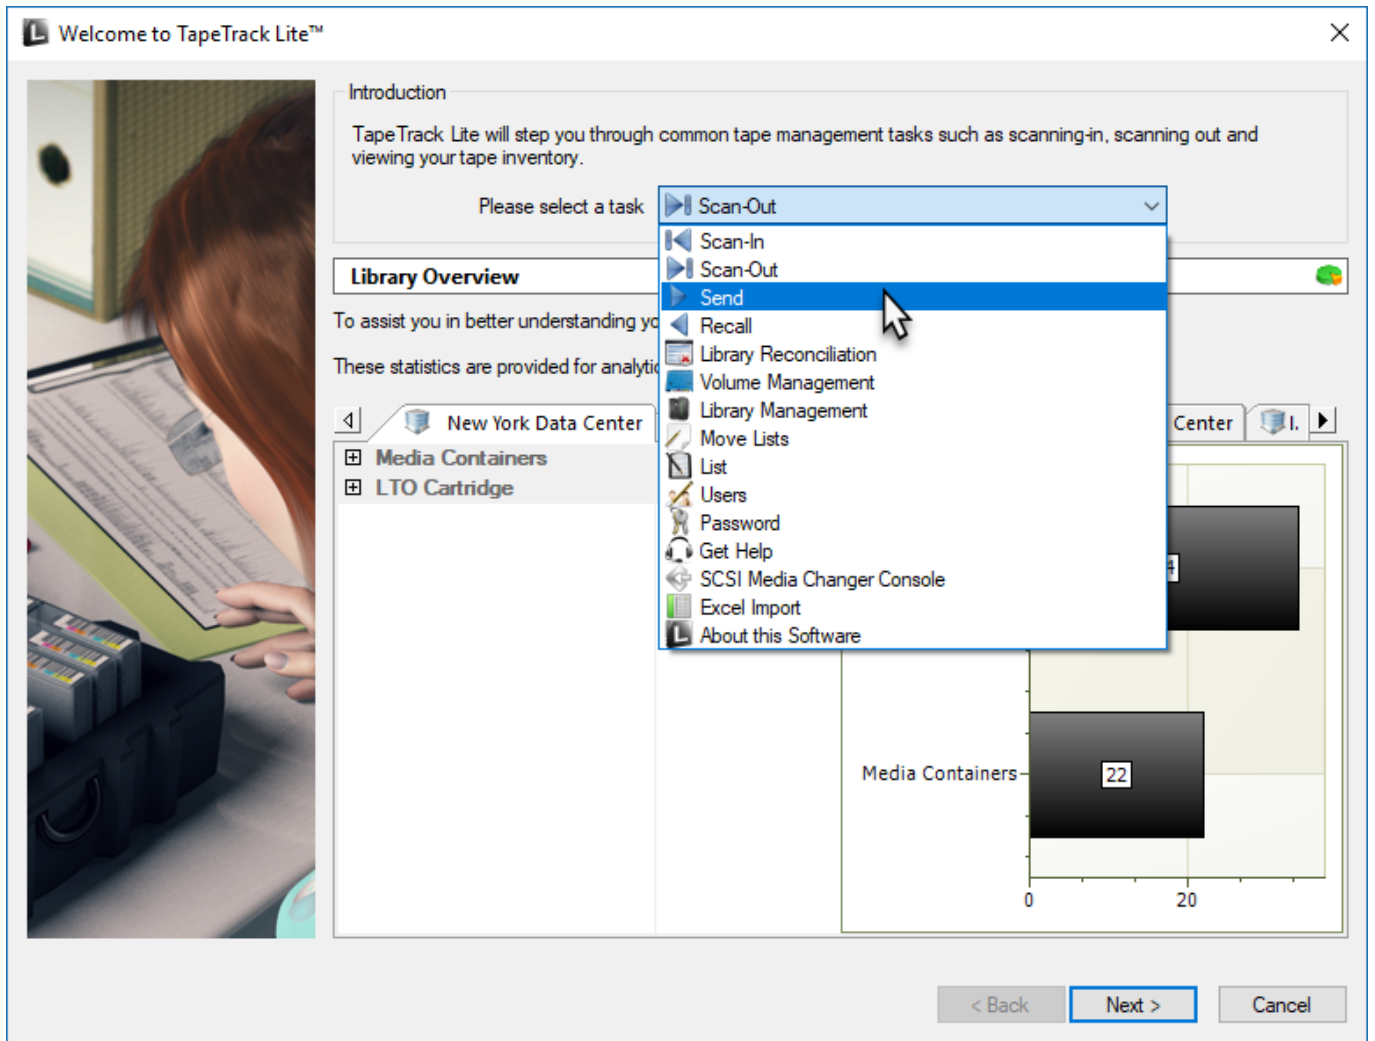 Welcome to TapeTrack Lite™
Introduction
TapeTrack Lite will step you through common tape management tasks such as scanning-in, scanning out and
viewing your tape inventory.
Please select a task
Scan-Out
Scan-In
Scan-Out
Send
Recall
Library Reconciliation
Volume Management
Library Management
Move Lists
List
Users
Password
Get Help
SCSI Media Changer Console
Excel Import
About this Software
Library Overview
To assist you in better understanding
These statistics are provided for
New York Data Center
Center
Media Containers
LTO Cartridge
4
Media Containers
22
0 20
< Back Next > Cancel